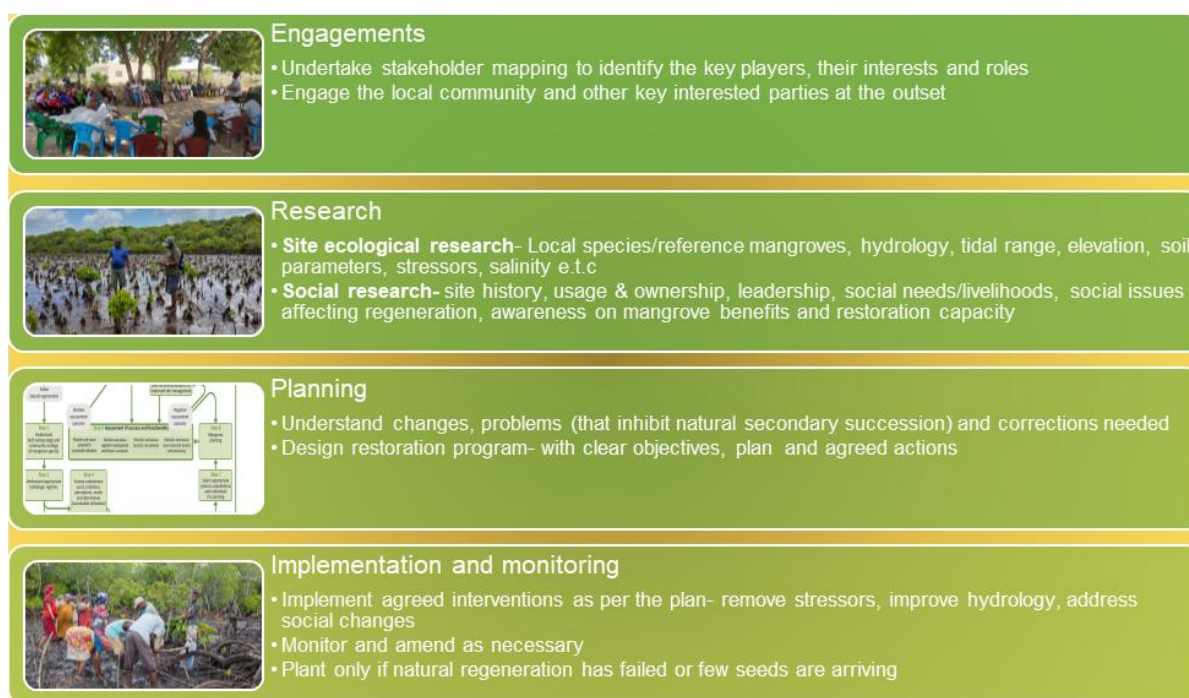 Engagements
• Undertake stakeholder mapping to identify the key players, their interests and roles
• Engage the local community and other key interested parties at the outset
Research
• Site ecological research- Local species/reference mangroves, hydrology, tidal range, elevation, soil
parameters, stressors, salinity e.t.c
• Social research- site history, usage & ownership, leadership, social needs/livelihoods, social issues
affecting regeneration, awareness on mangrove benefits and restoration capacity
Planning
• Understand changes, problems (that inhibit natural secondary succession) and corrections needed
• Design restoration program- with clear objectives, plan and agreed actions
Implementation and monitoring
• Implement agreed interventions as per the plan- remove stressors, improve hydrology, address
social changes
• Monitor and amend as necessary
• Plant only if natural regeneration has failed or few seeds are arriving